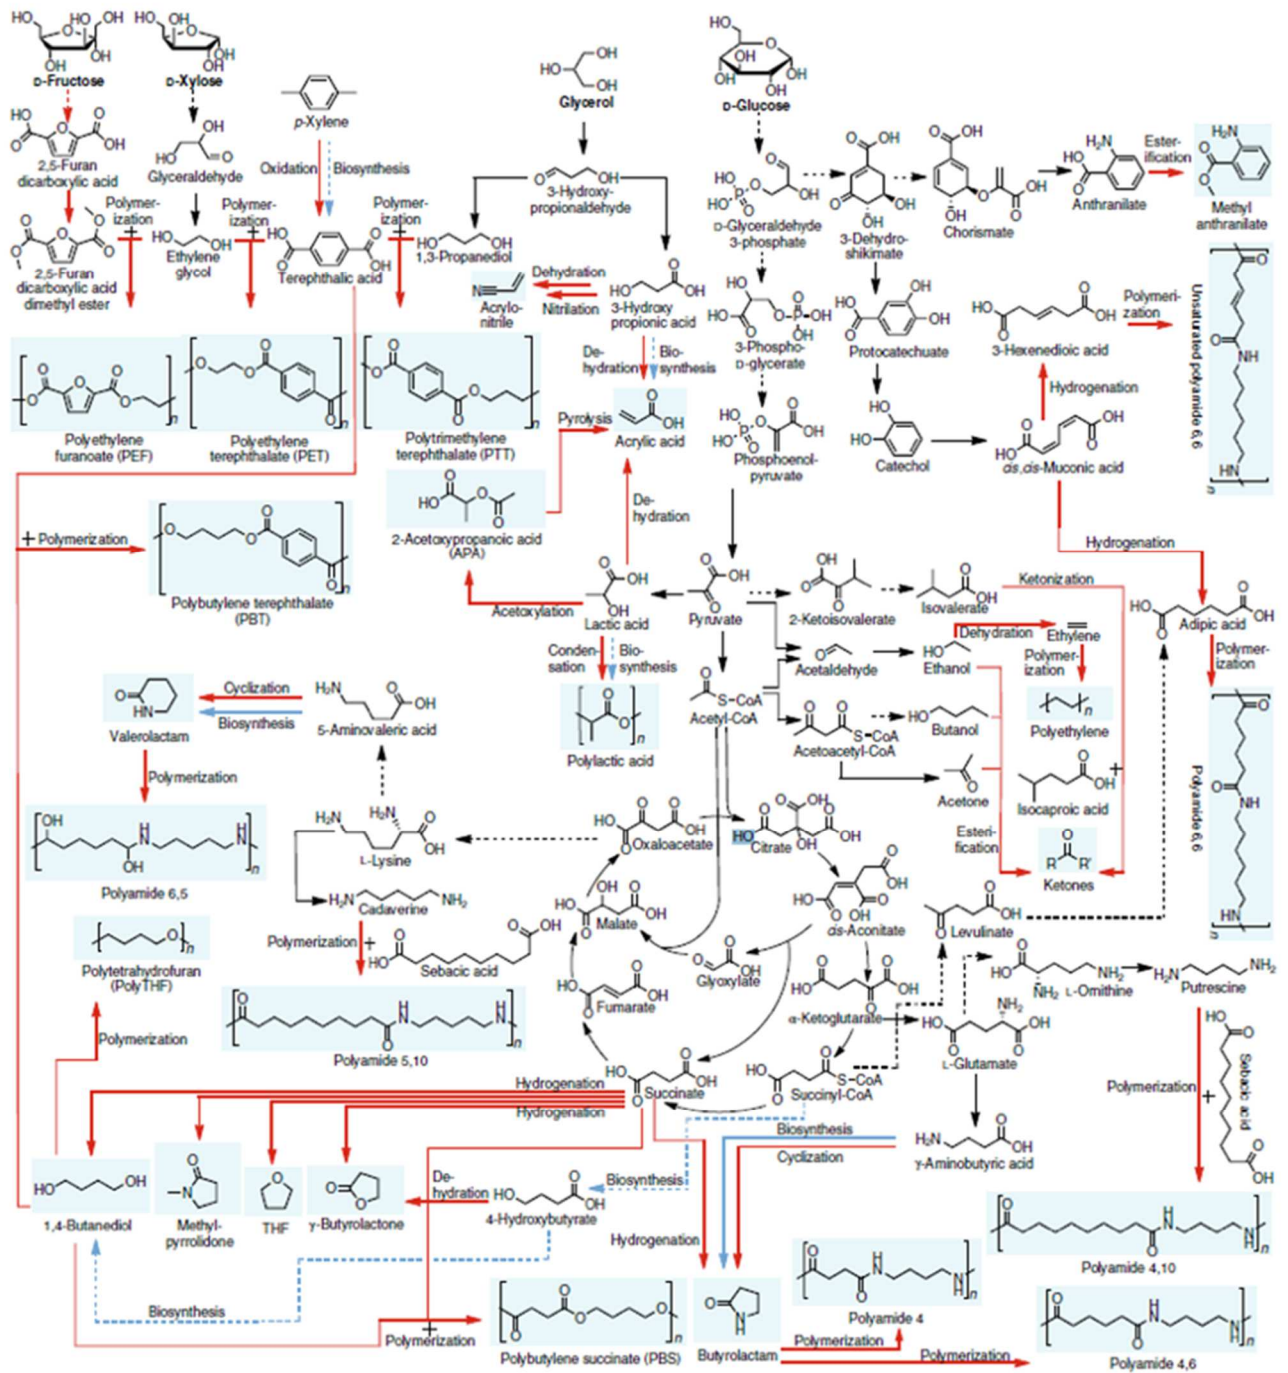 D-Fructose
D-Xylose
p-Xylene
Glycerol
D-Glucose
2,5-Furan
dicarboxylic acid
Glyceraldehyde
Oxidation
Biosynthesis
3-Hydroxy-
propionaldehyde
D-Glyceraldehyde
3-phosphate
3-Dehydro-
shikimate
Chorismate
Anthranilate
Ester-
ification
Methyl
anthranilate
Polymer-
ization
Polymer-
ization
Polymer-
ization
2,5-Furan
dicarboxylic acid
dimethyl ester
Ethylene
glycol
Terephthalic acid
1,3-Propanediol
Dehydration
Nitrilation
Acrylo-
nitrile
3-Hydroxy
propionic acid
3-Phospho-
D-glycerate
Protocatechuate
3-Hexenedioic acid
Polymeri-
zation
Unsaturated polyamide 6,6
De-
hydration
Bio-
synthesis
Hydrogenation
Polyethylene
furanoate (PEF)
Polyethylene
terephthalate (PET)
Polytrimethylene
terephthalate (PTT)
Pyrolysis
Acrylic acid
Phosphoenol-
pyruvate
Catechol
cis,cis-Muconic acid
De-
hydration
2-Acetoxypropanoic acid
(APA)
+ Polymerization
Polybutylene terephthalate
(PBT)
Hydrogenation
Acetoxylation
Lactic acid
Pyruvate
2-Ketoisovalerate
Isovalerate
Ketonization
Adipic acid
Conden-
sation
Bio-
synthesis
Acetaldehyde
Ethanol
Dehydration
Ethylene
Polymer-
ization
Polymer-
ization
Cyclization
Biosynthesis
Valerolactam
5-Aminovaleric acid
Polylactic acid
Acetyl-CoA
Acetoacetyl-CoA
Butanol
Polyethylene
Polymerization
Acetone
Isocaproic acid
Polyamide 6,6
Polyamide 6,5
L-Lysine
Oxaloacetate
Citrate
Esteri-
fication
Ketones
Cadaverine
Malate
cis-Aconitate
Levulinate
Polymerization +
Sebacic acid
Polytetrahydrofuran
(PolyTHF)
Fumarate
Glyoxylate
α-Ketoglutarate
L-Ornithine
Putrescine
Polymerization
Polyamide 5,10
L-Glutamate
Sebacic acid
Hydrogenation
Hydrogenation
Succinate
Succinyl-CoA
Polymerization
+
Biosynthesis
Cyclization
γ-Aminobutyric acid
1,4-Butanediol
Methyl-
pyrrolidone
THF
γ-Butyrolactone
De-
hydration
Biosynthesis
4-Hydroxybutyrate
Hydrogenation
Polyamide 4,10
Biosynthesis
+
Polymerization
Polybutylene succinate (PBS)
Butyrolactam
Polyamide 4
Polymerization
Polymerization
Polyamide 4,6